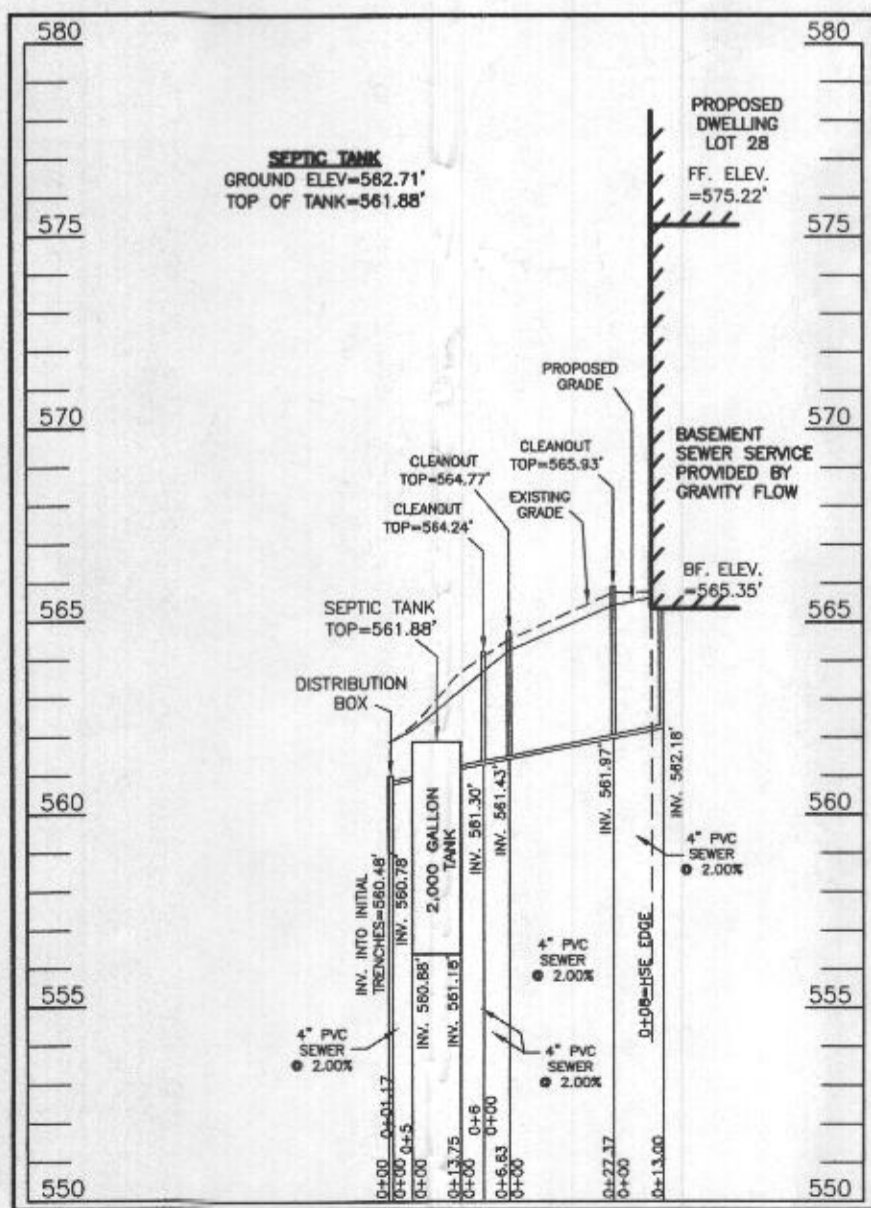 580
580
PROPOSED
DWELLING
LOT 28
SEPTIC TANK
GROUND ELEV=562.71'
TOP OF TANK=561.88'
FF. ELEV.
=575.22'
575
575
PROPOSED
GRADE
570
570
CLEANOUT
TOP=565.93'
BASEMENT
SEWER SERVICE
PROVIDED BY
GRAVITY FLOW
CLEANOUT
TOP=564.77'
EXISTING
GRADE
CLEANOUT
TOP=564.24'
BF. ELEV.
=565.35'
565
565
SEPTIC TANK
TOP=561.88'
DISTRIBUTION
BOX
560
560
INV. INTO INITIAL
TRENCHES=560.48'
INV. 560.78'
2,000 GALLON
TANK
INV. 561.30'
INV. 561.43'
INV. 561.97'
INV. 562.18'
4" PVC
SEWER
@ 2.00%
INV. 560.88'
INV. 561.18'
4" PVC
SEWER
@ 2.00%
0+08=HSE EDGE
555
555
4" PVC
SEWER
@ 2.00%
4" PVC
SEWER
@ 2.00%
0+00
0+01.17
0+00
0+5
0+00
0+13.75
0+00
0+6
0+00
0+6.63
0+00
0+27.17
0+00
0+13.00
550
550